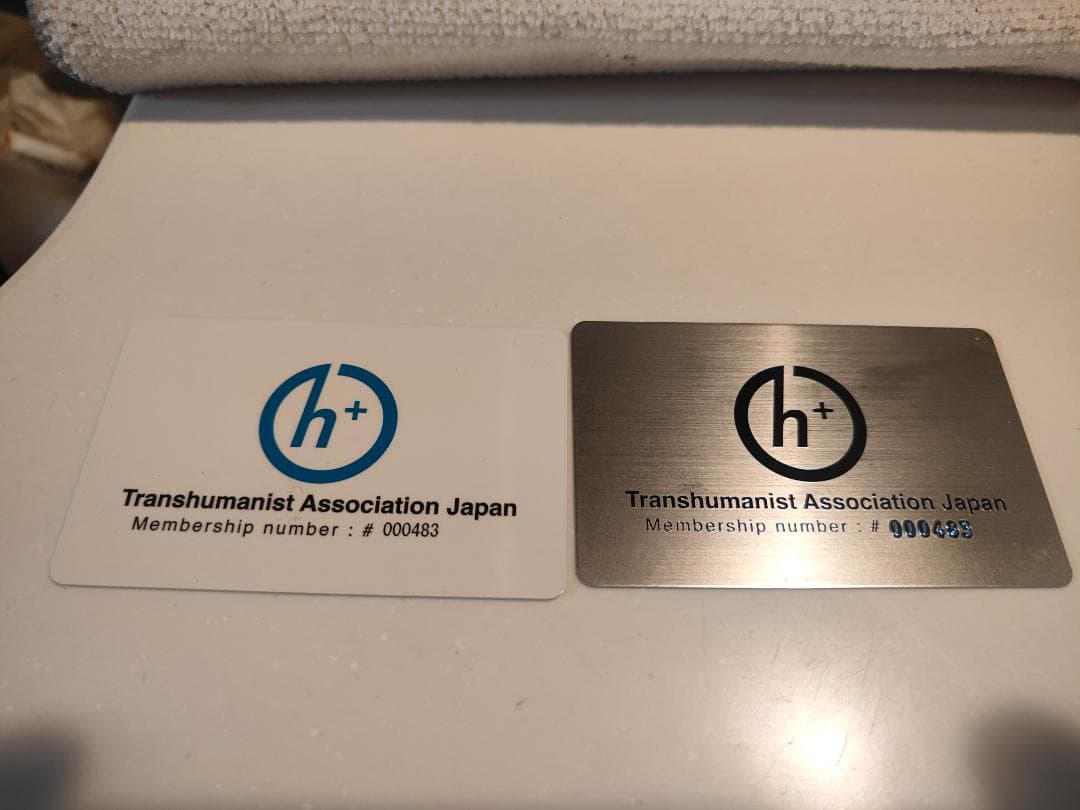 h+
Transhumanist Association Japan
Membership number : # 000483
h+
Transhumanist Association Japan
Membership number : # 000483